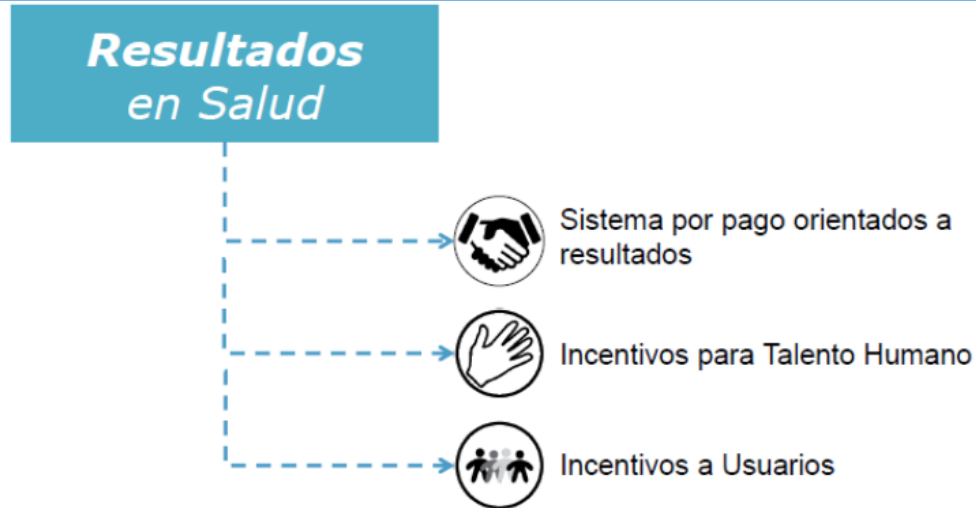 Resultados
en Salud
Sistema por pago orientados a
resultados
Incentivos para Talento Humano
Incentivos a Usuarios